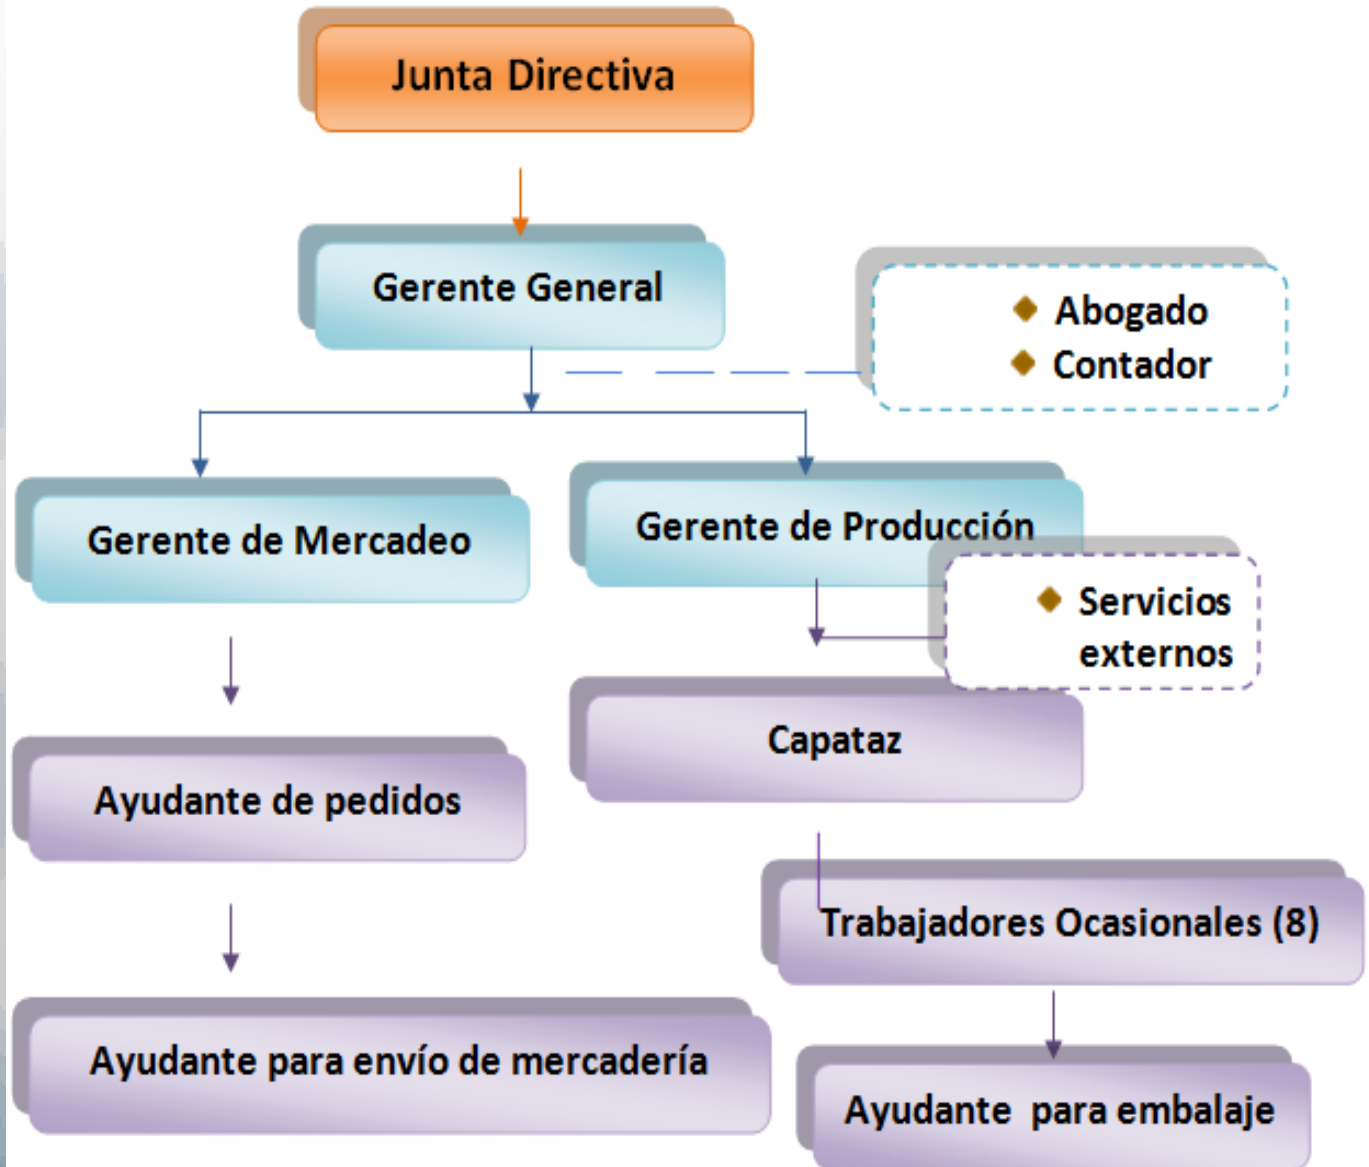 Junta Directiva
Gerente General
Abogado
Contador
Gerente de Mercadeo
Gerente de Producción
Servicios
externos
Capataz
Ayudante de pedidos
Trabajadores Ocasionales (8)
Ayudante para envío de mercadería
Ayudante para embalaje